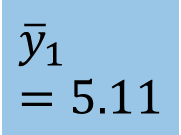 ȳ₁
= 5.11